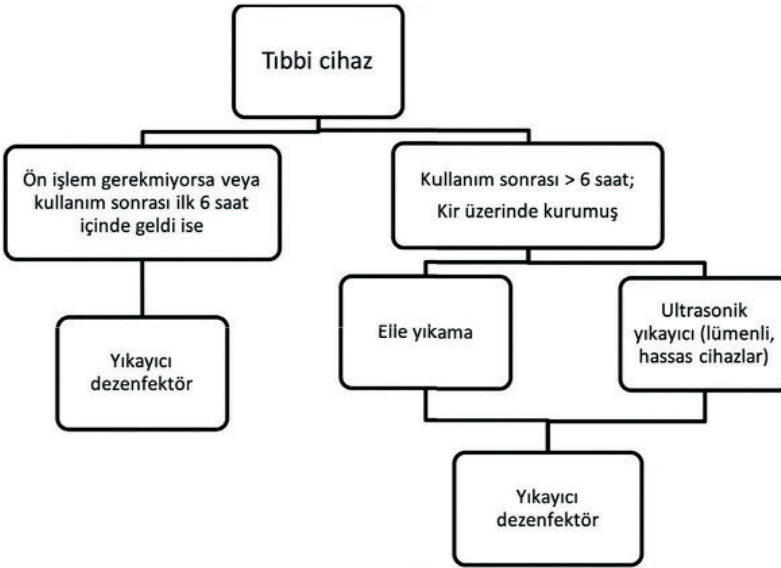 Tıbbi cihaz
Ön işlem gerekmiyorsa veya
kullanım sonrası ilk 6 saat
içinde geldi ise
Kullanım sonrası > 6 saat;
Kir üzerinde kurumuş
Yıkayıcı
dezenfektör
Elle yıkama
Ultrasonik
yıkayıcı (lümenli,
hassas cihazlar)
Yıkayıcı
dezenfektör